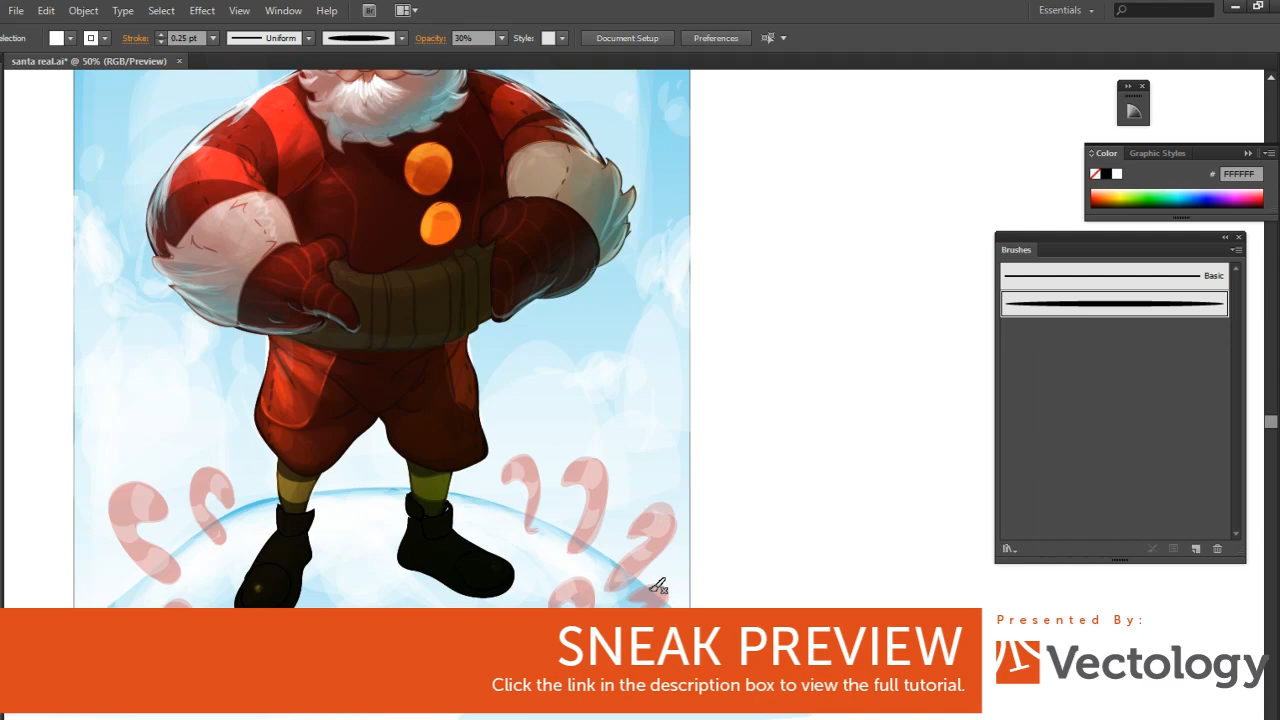 File Edit Object Type Select Effect View Window Help Br Essentials
election Stroke: 0.25 pt Uniform Opacity: 30% Style: Document Setup Preferences
santa real.ai* @ 50% (RGB/Preview)
Color Graphic Styles
# FFFFFF
Brushes
Basic
Presented By:
SNEAK PREVIEW
Vectology
Click the link in the description box to view the full tutorial.